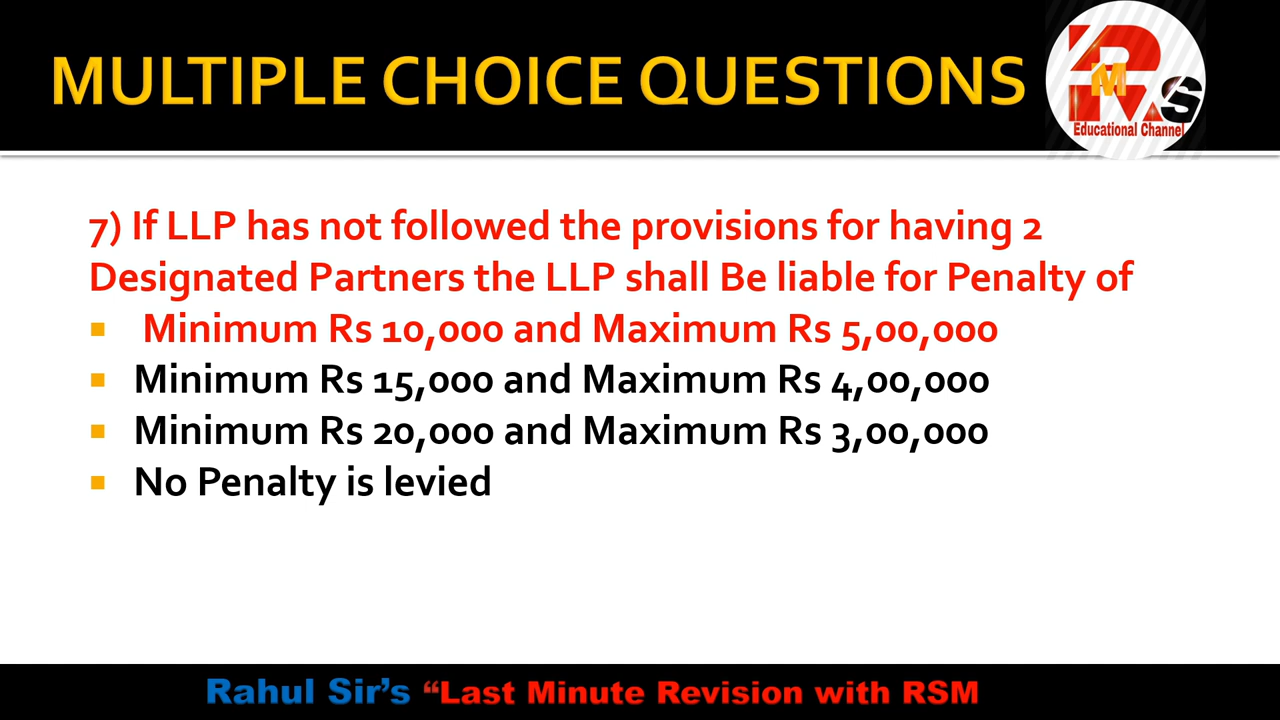 MULTIPLE CHOICE QUESTIONS
R
M
S
Educational Channel
7) If LLP has not followed the provisions for having 2
Designated Partners the LLP shall Be liable for Penalty of
Minimum Rs 10,000 and Maximum Rs 5,00,000
Minimum Rs 15,000 and Maximum Rs 4,00,000
Minimum Rs 20,000 and Maximum Rs 3,00,000
No Penalty is levied
Rahul Sir's “Last Minute Revision with RSM